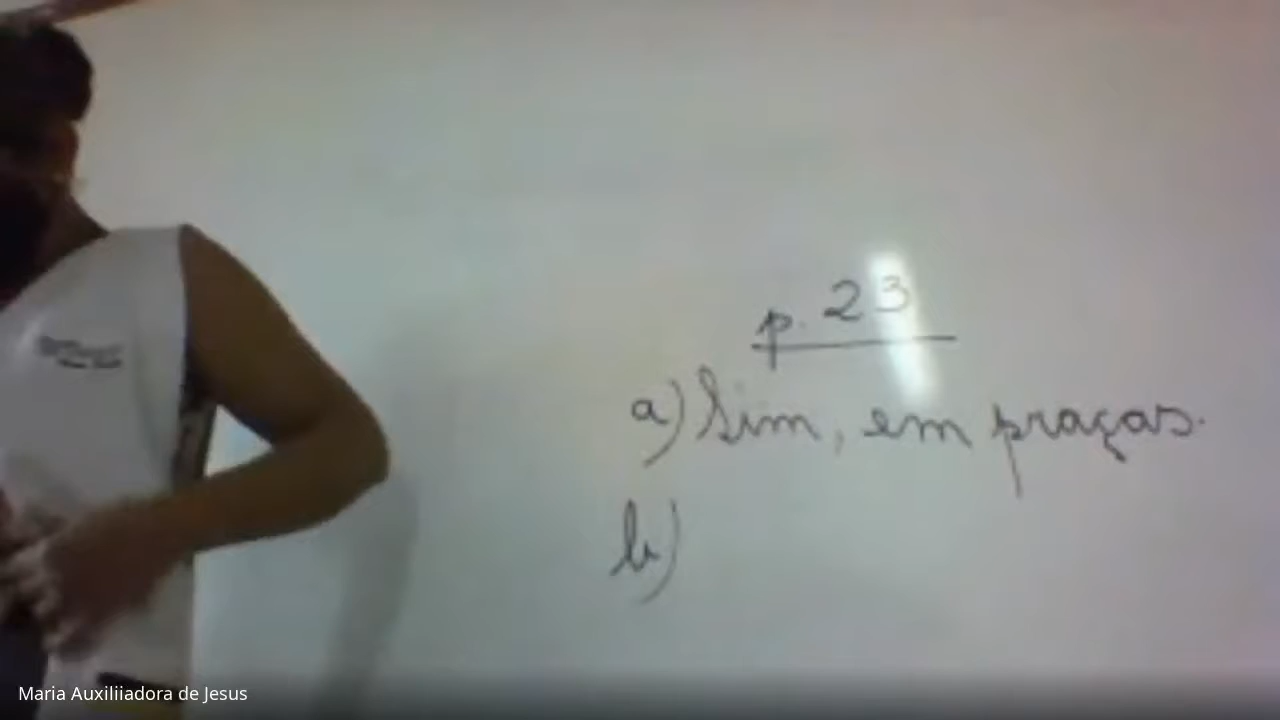 p. 23
a) Sim, em praças.
b)
Maria Auxiliiadora de Jesus